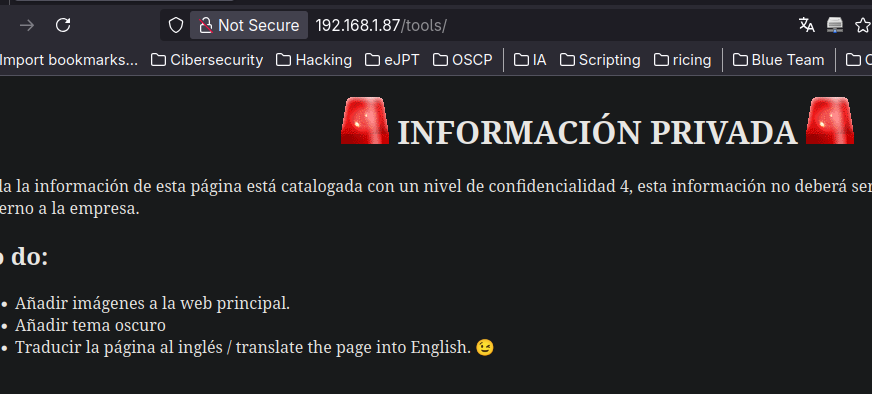 Not Secure 192.168.1.87/tools/
Import bookmarks... Cibersecurity Hacking eJPT OSCP IA Scripting ricing Blue Team
INFORMACIÓN PRIVADA
la información de esta página está catalogada con un nivel de confidencialidad 4, esta información no deberá
a la empresa.
do:
• Añadir imágenes a la web principal.
• Añadir tema oscuro
• Traducir la página al inglés / translate the page into English. 😉